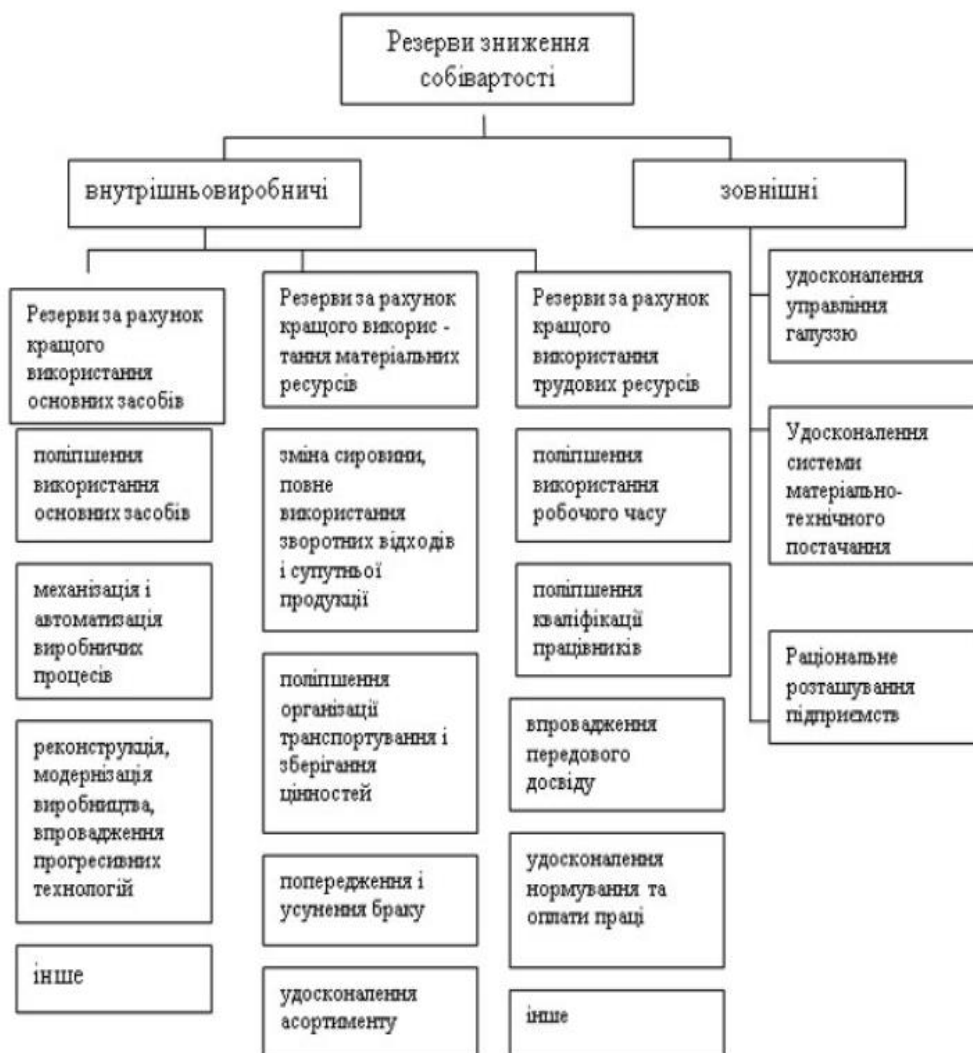 Резерви зниження
собівартості
внутрішньовиробничі
зовнішні
Резерви за рахунок
кращого
використання
основних засобів
поліпшення
використання
основних засобів
механізація і
автоматизація
виробничих
процесів
реконструкція,
модернізація
виробництва,
впровадження
прогресивних
технологій
інше
Резерви за рахунок
кращого викорис -
тання матеріальних
ресурсів
зміна сировини,
повне
використання
зворотних відходів
і супутньої
продукції
поліпшення
організації
транспортування і
зберігання
цінностей
попередження і
усунення браку
удосконалення
асортименту
Резерви за рахунок
кращого
використання
трудових ресурсів
поліпшення
використання
робочого часу
поліпшення
кваліфікації
працівників
впровадження
передового
досвіду
удосконалення
нормування та
оплати праці
інше
удосконалення
управління
галуззю
Удосконалення
системи
матеріально-
технічного
постачання
Раціональне
розташування
підприємств